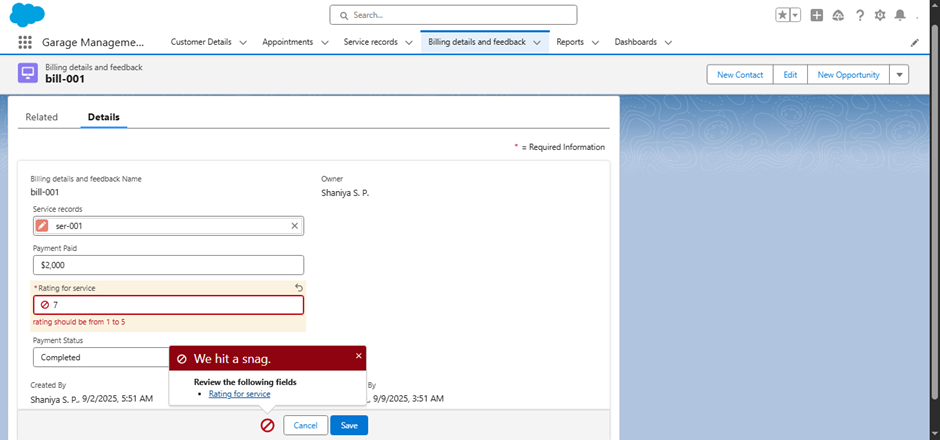 Search...
Garage Manageme...
Customer Details
Appointments
Service records
Billing details and feedback
Reports
Dashboards
Billing details and feedback
bill-001
New Contact
Edit
New Opportunity
Related
Details
* = Required Information
Billing details and feedback Name
bill-001
Owner
Shaniya S. P.
Service records
ser-001
Payment Paid
$2,000
*Rating for service
7
rating should be from 1 to 5
Payment Status
Completed
We hit a snag.
Review the following fields
• Rating for service
Created By
Shaniya S. P., 9/2/2025, 5:51 AM
By
, 9/9/2025, 3:51 AM
Cancel
Save